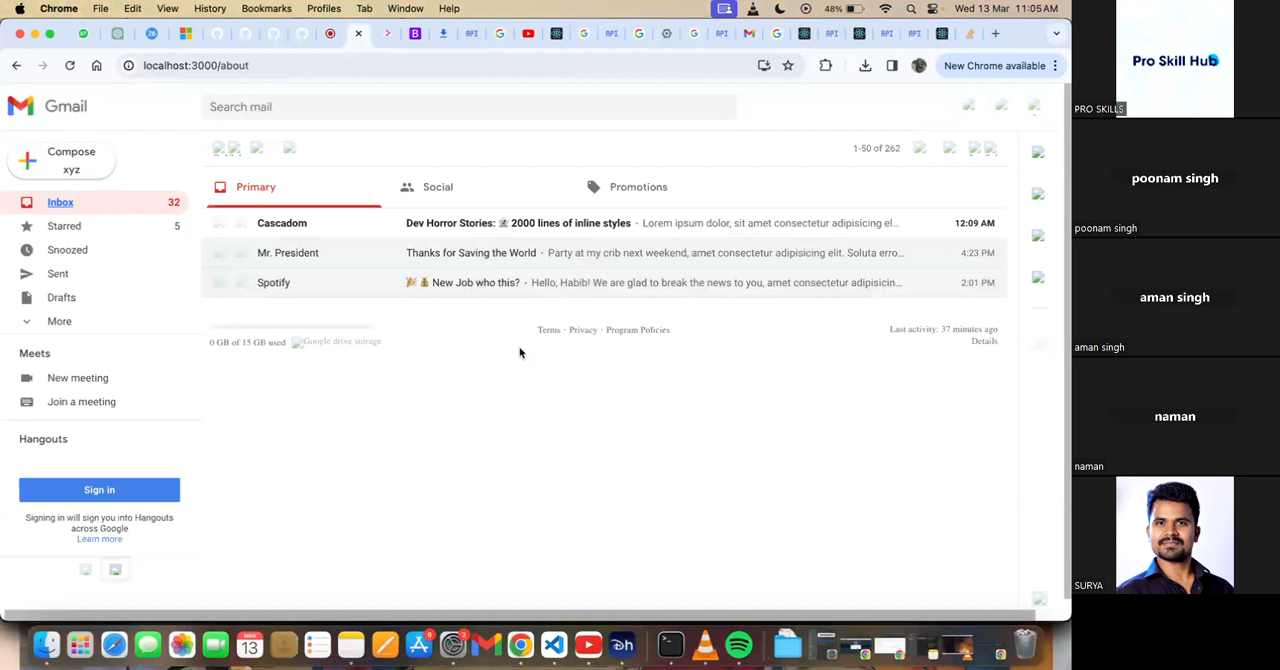 Chrome File Edit View History Bookmarks Profiles Tab Window Help 48% Wed 13 Mar 11:05 AM
localhost:3000/about New Chrome available
Gmail Search mail
Compose
xyz
1-50 of 262
Primary Social Promotions
Inbox 32
Starred 5
Snoozed
Sent
Drafts
More
Cascadom Dev Horror Stories: ☠️ 2000 lines of inline styles - Lorem ipsum dolor, sit amet consectetur adipisicing el... 12:09 AM
Mr. President Thanks for Saving the World - Party at my crib next weekend, amet consectetur adipisicing elit. Soluta erro... 4:23 PM
Spotify 🎉 💰 New Job who this? - Hello, Habib! We are glad to break the news to you, amet consectetur adipisicin... 2:01 PM
0 GB of 15 GB used Google drive storage
Terms · Privacy · Program Policies
Last activity: 37 minutes ago
Details
Meets
New meeting
Join a meeting
Hangouts
Sign in
Signing in will sign you into Hangouts
across Google
Learn more
Pro Skill Hub
PRO SKILLS
poonam singh
poonam singh
aman singh
aman singh
naman
naman
SURYA